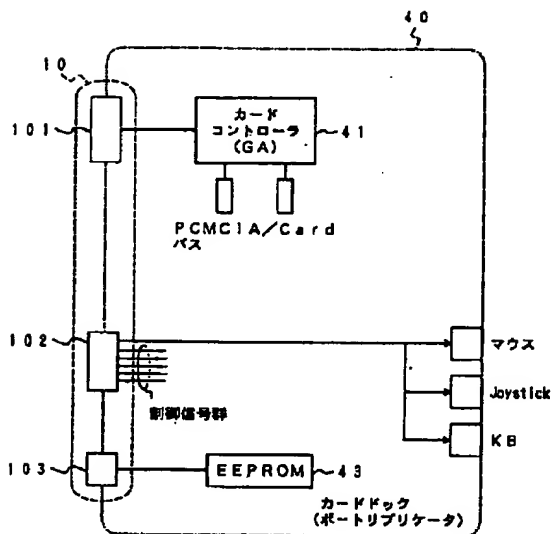 40
10
カード
コントローラ
(GA)
101
41
PCMCIA/Card
バス
102
マウス
制御信号群
Joystick
KB
103
EEPROM
43
カードドック
(ポートリプリケータ)